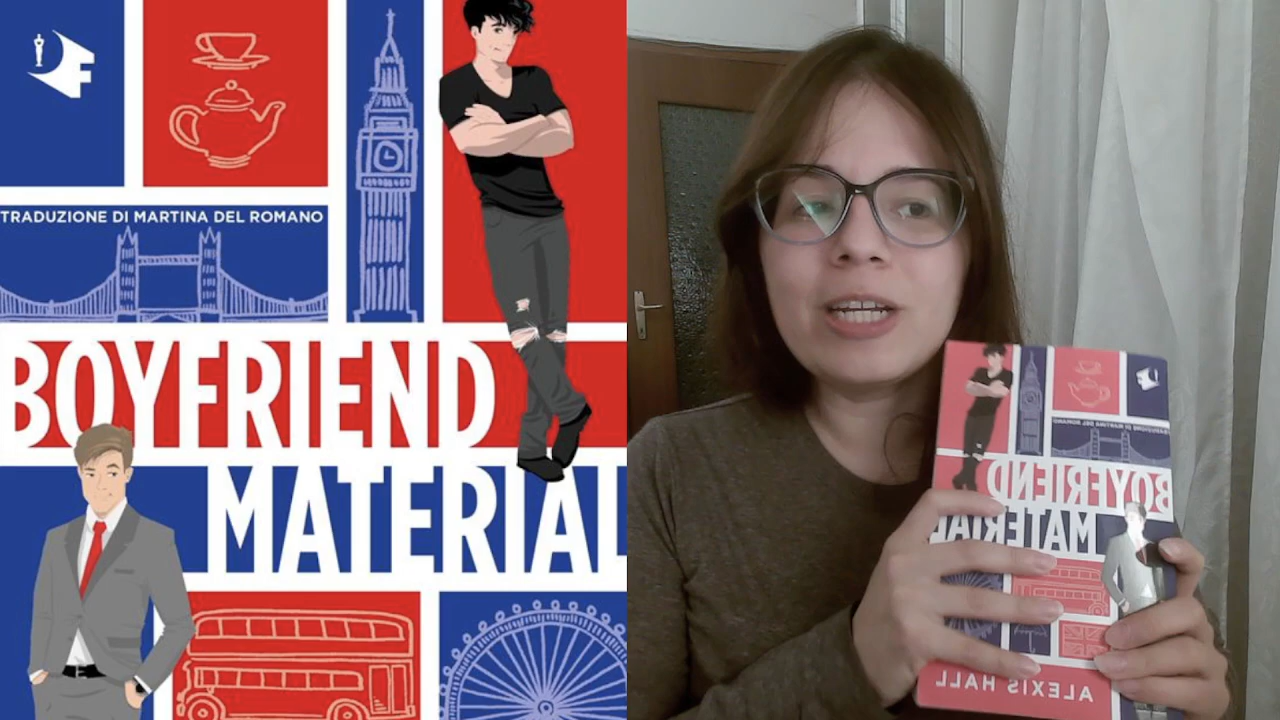 F
TRADUZIONE DI MARTINA DEL ROMANO
BOYFRIEND
MATERIAL
TRADUZIONE DI MARTINA DEL ROMANO
BOYFRIEND
MATERIAL
ALEXIS HALL